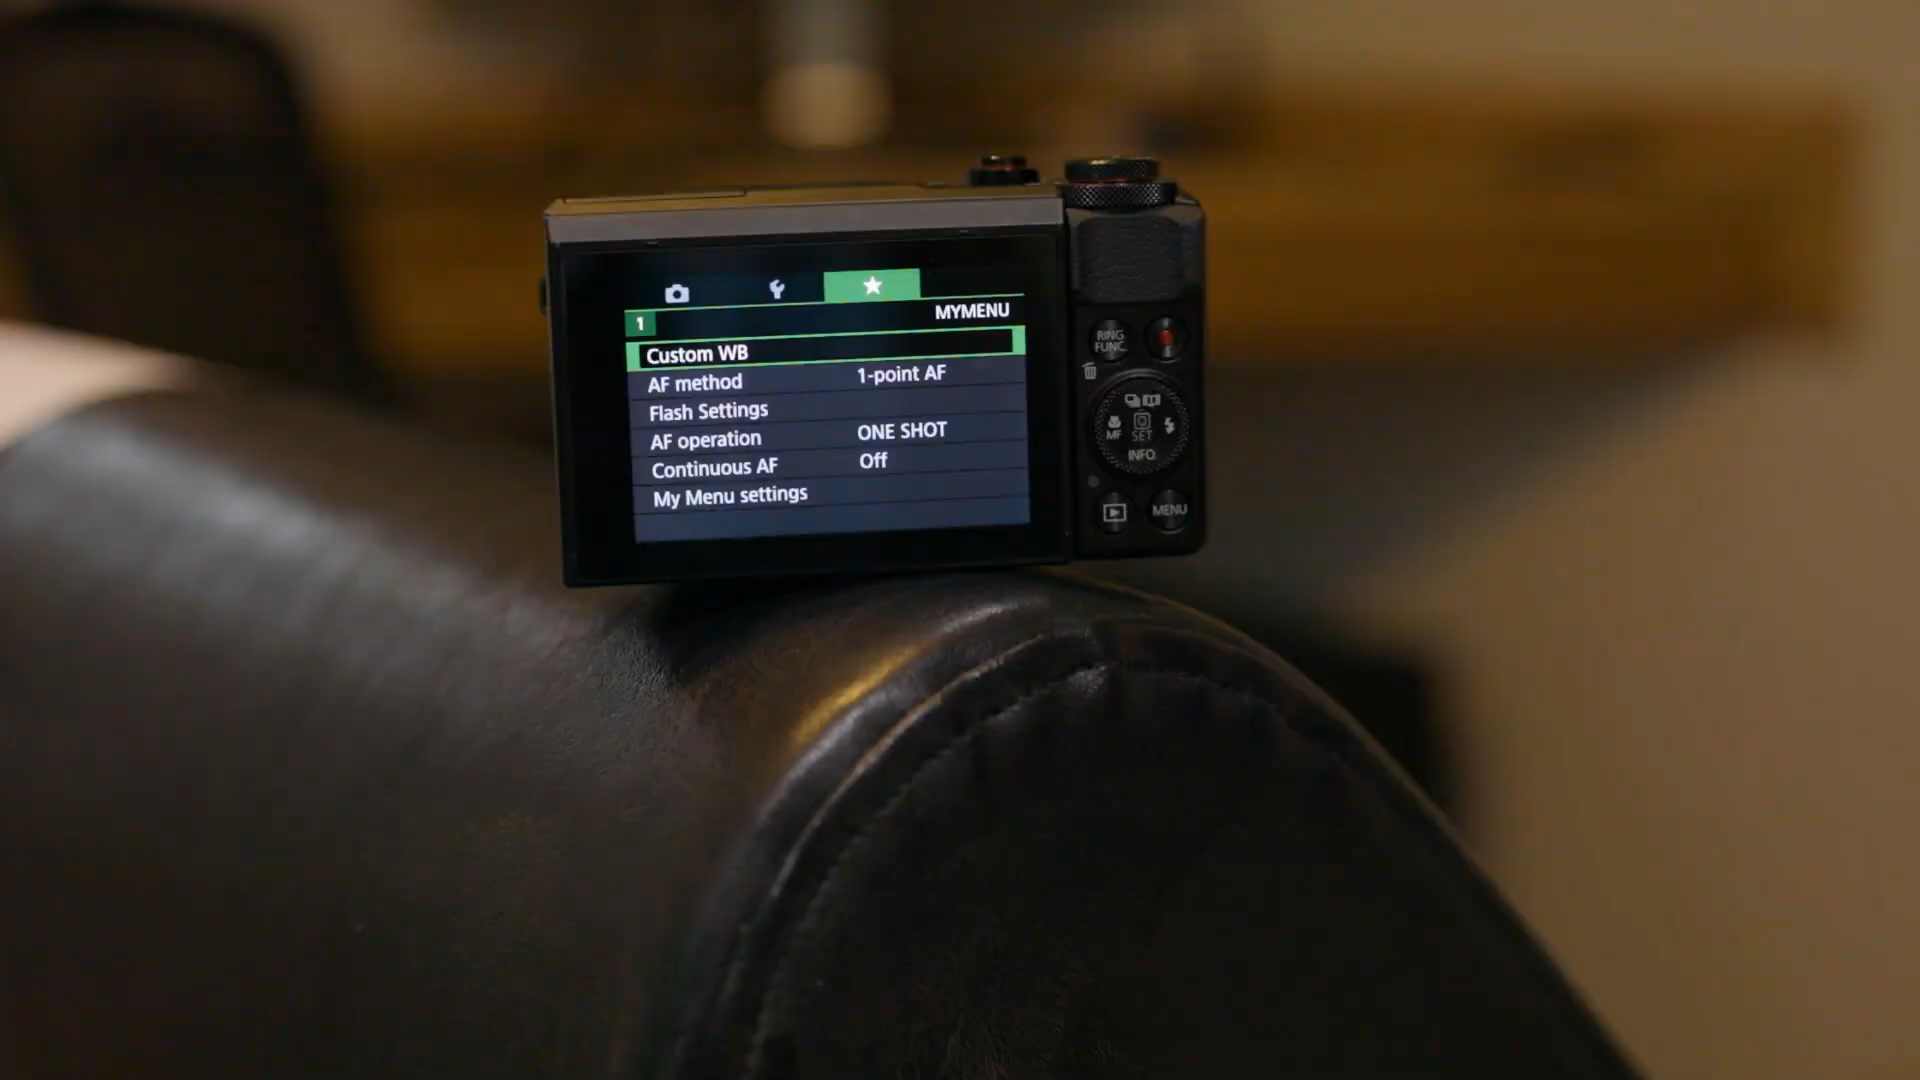 MYMENU
1
Custom WB
AF method 1-point AF
Flash Settings
AF operation ONE SHOT
Continuous AF Off
My Menu settings
RING
FUNC.
MF
SET
INFO.
MENU